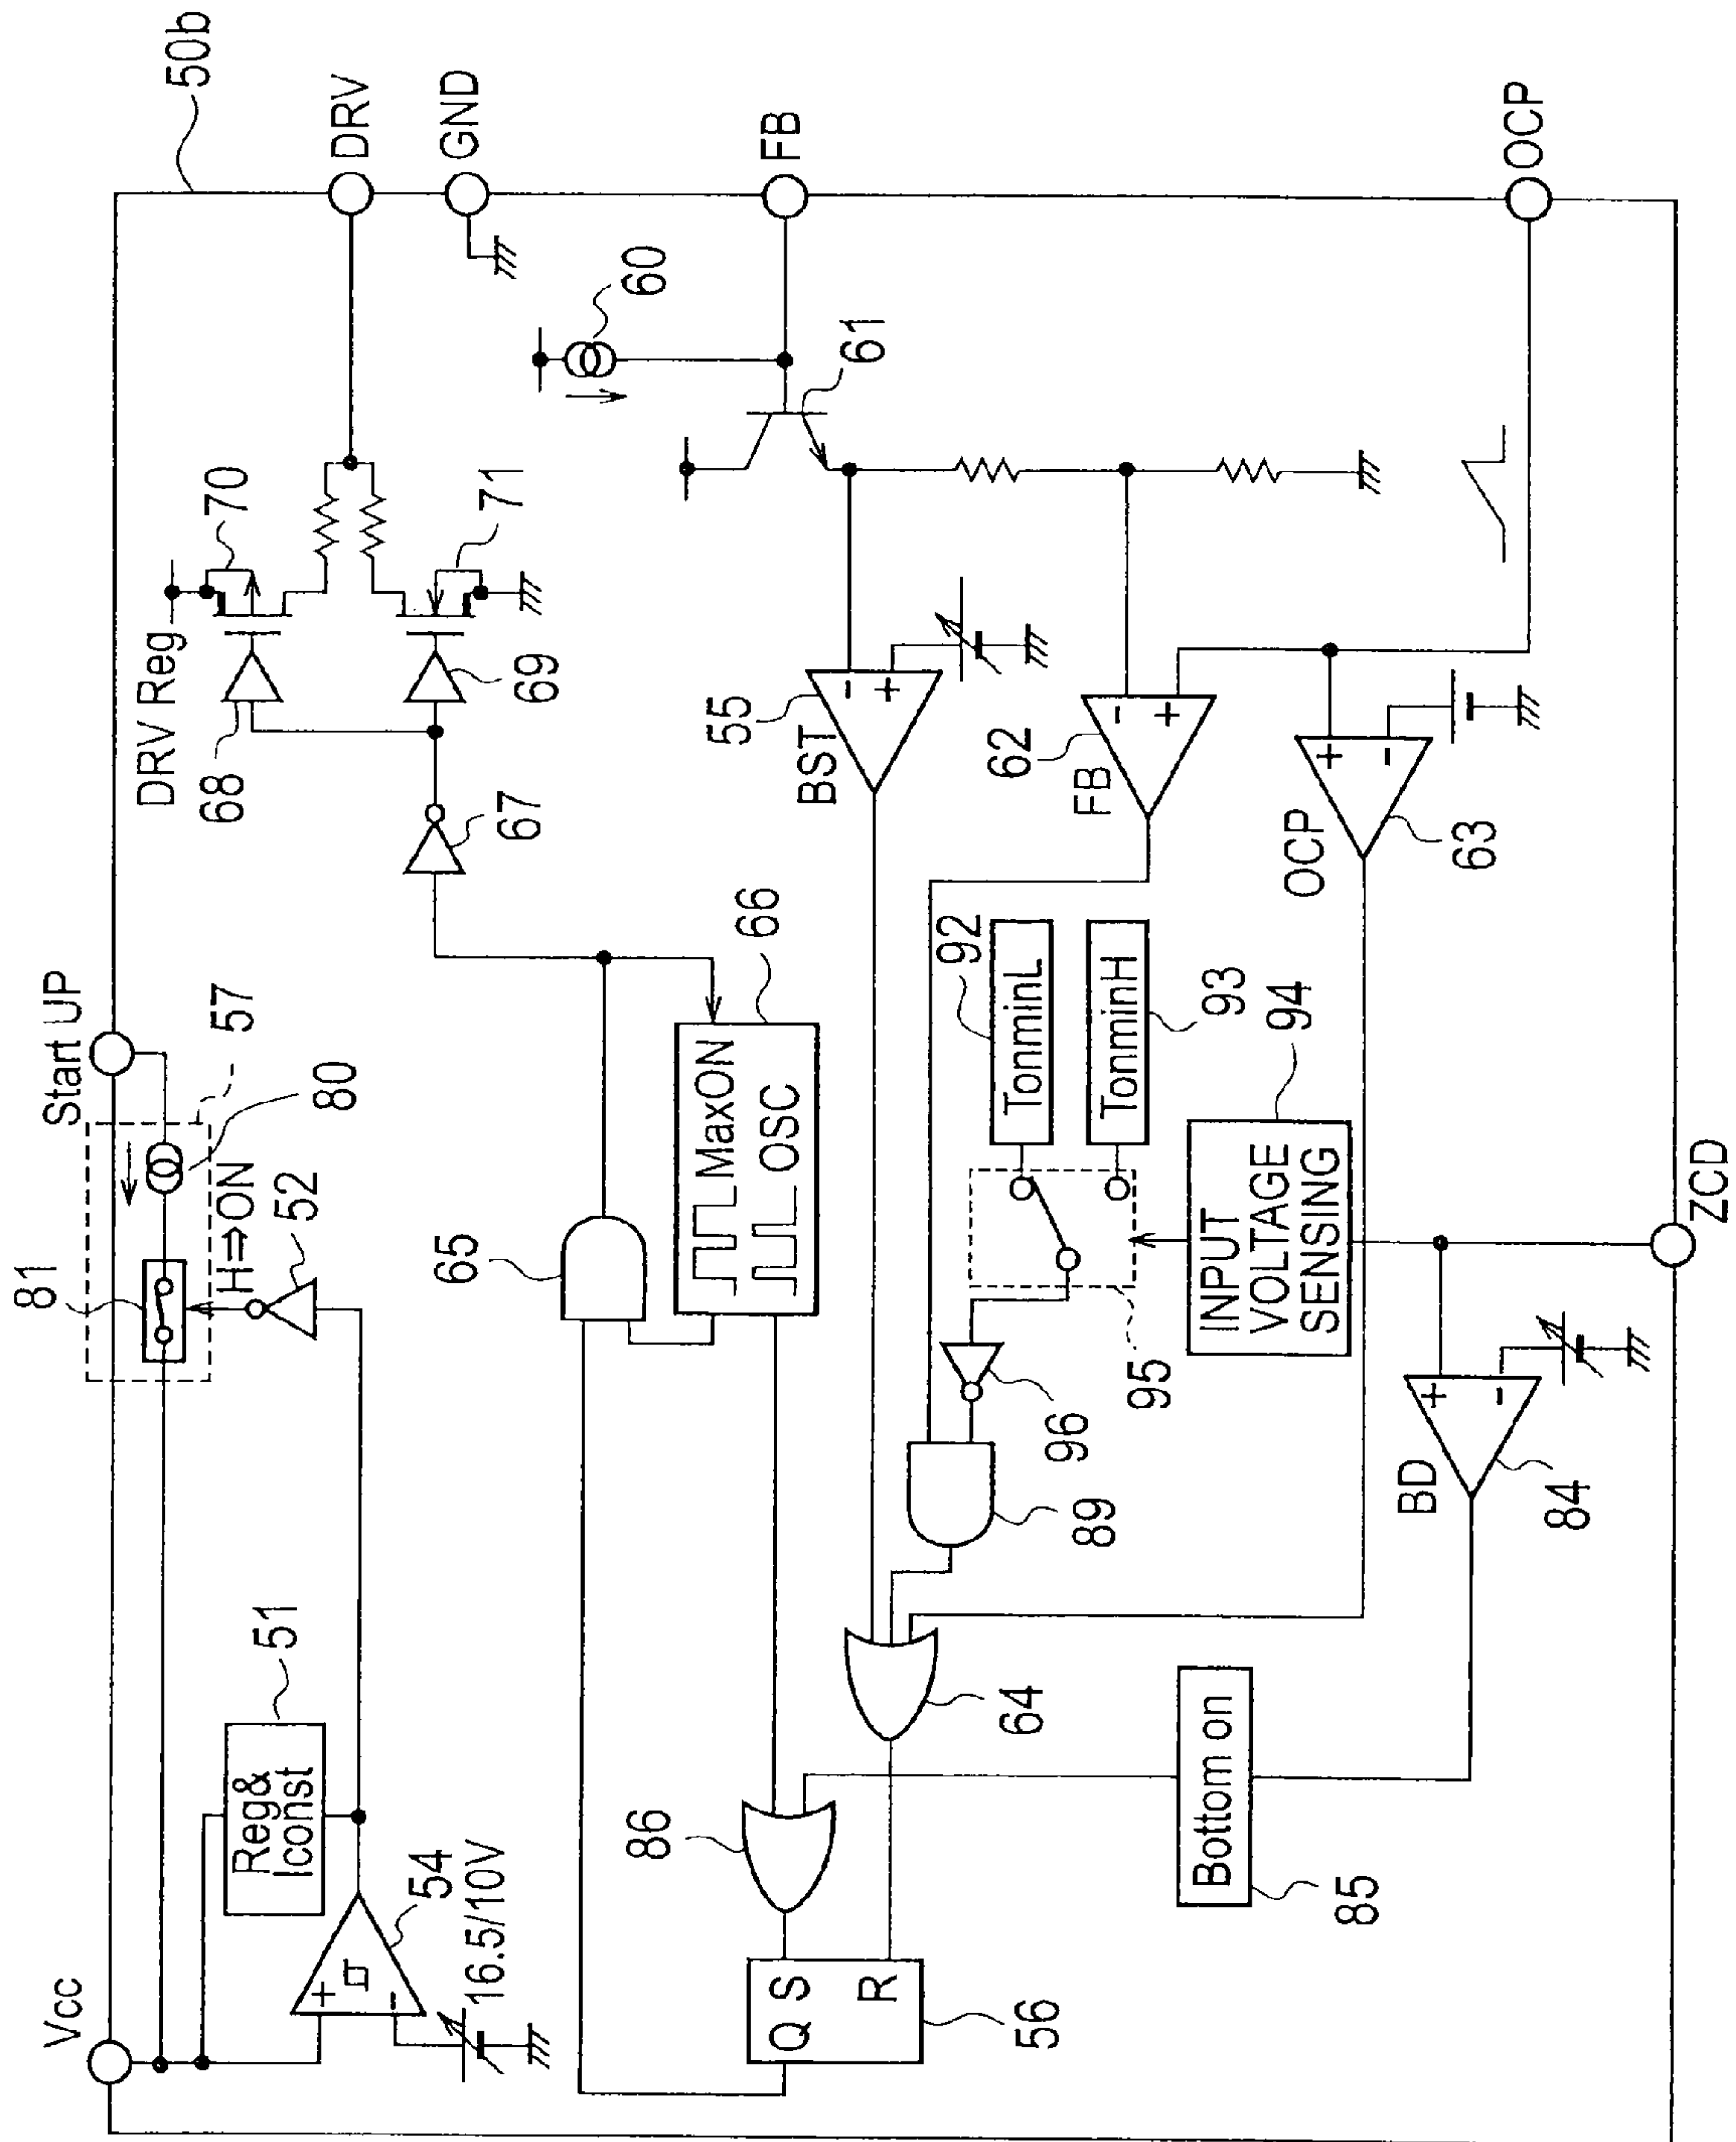 Vcc
Start UP
50b
81
57
80
H⇒ON
52
51
Reg&
Iconst
54
16.5/10V
DRV Reg
70
68
69
71
67
DRV
GND
60
FB
61
65
66
MaxON
OSC
55
BST
-
+
62
FB
-
+
OCP
+
-
63
OCP
92
TonminL
TonminH
93
94
INPUT
VOLTAGE
SENSING
95
96
89
64
86
Q S
R
56
Bottom on
85
BD
+
-
84
ZCD
+
-